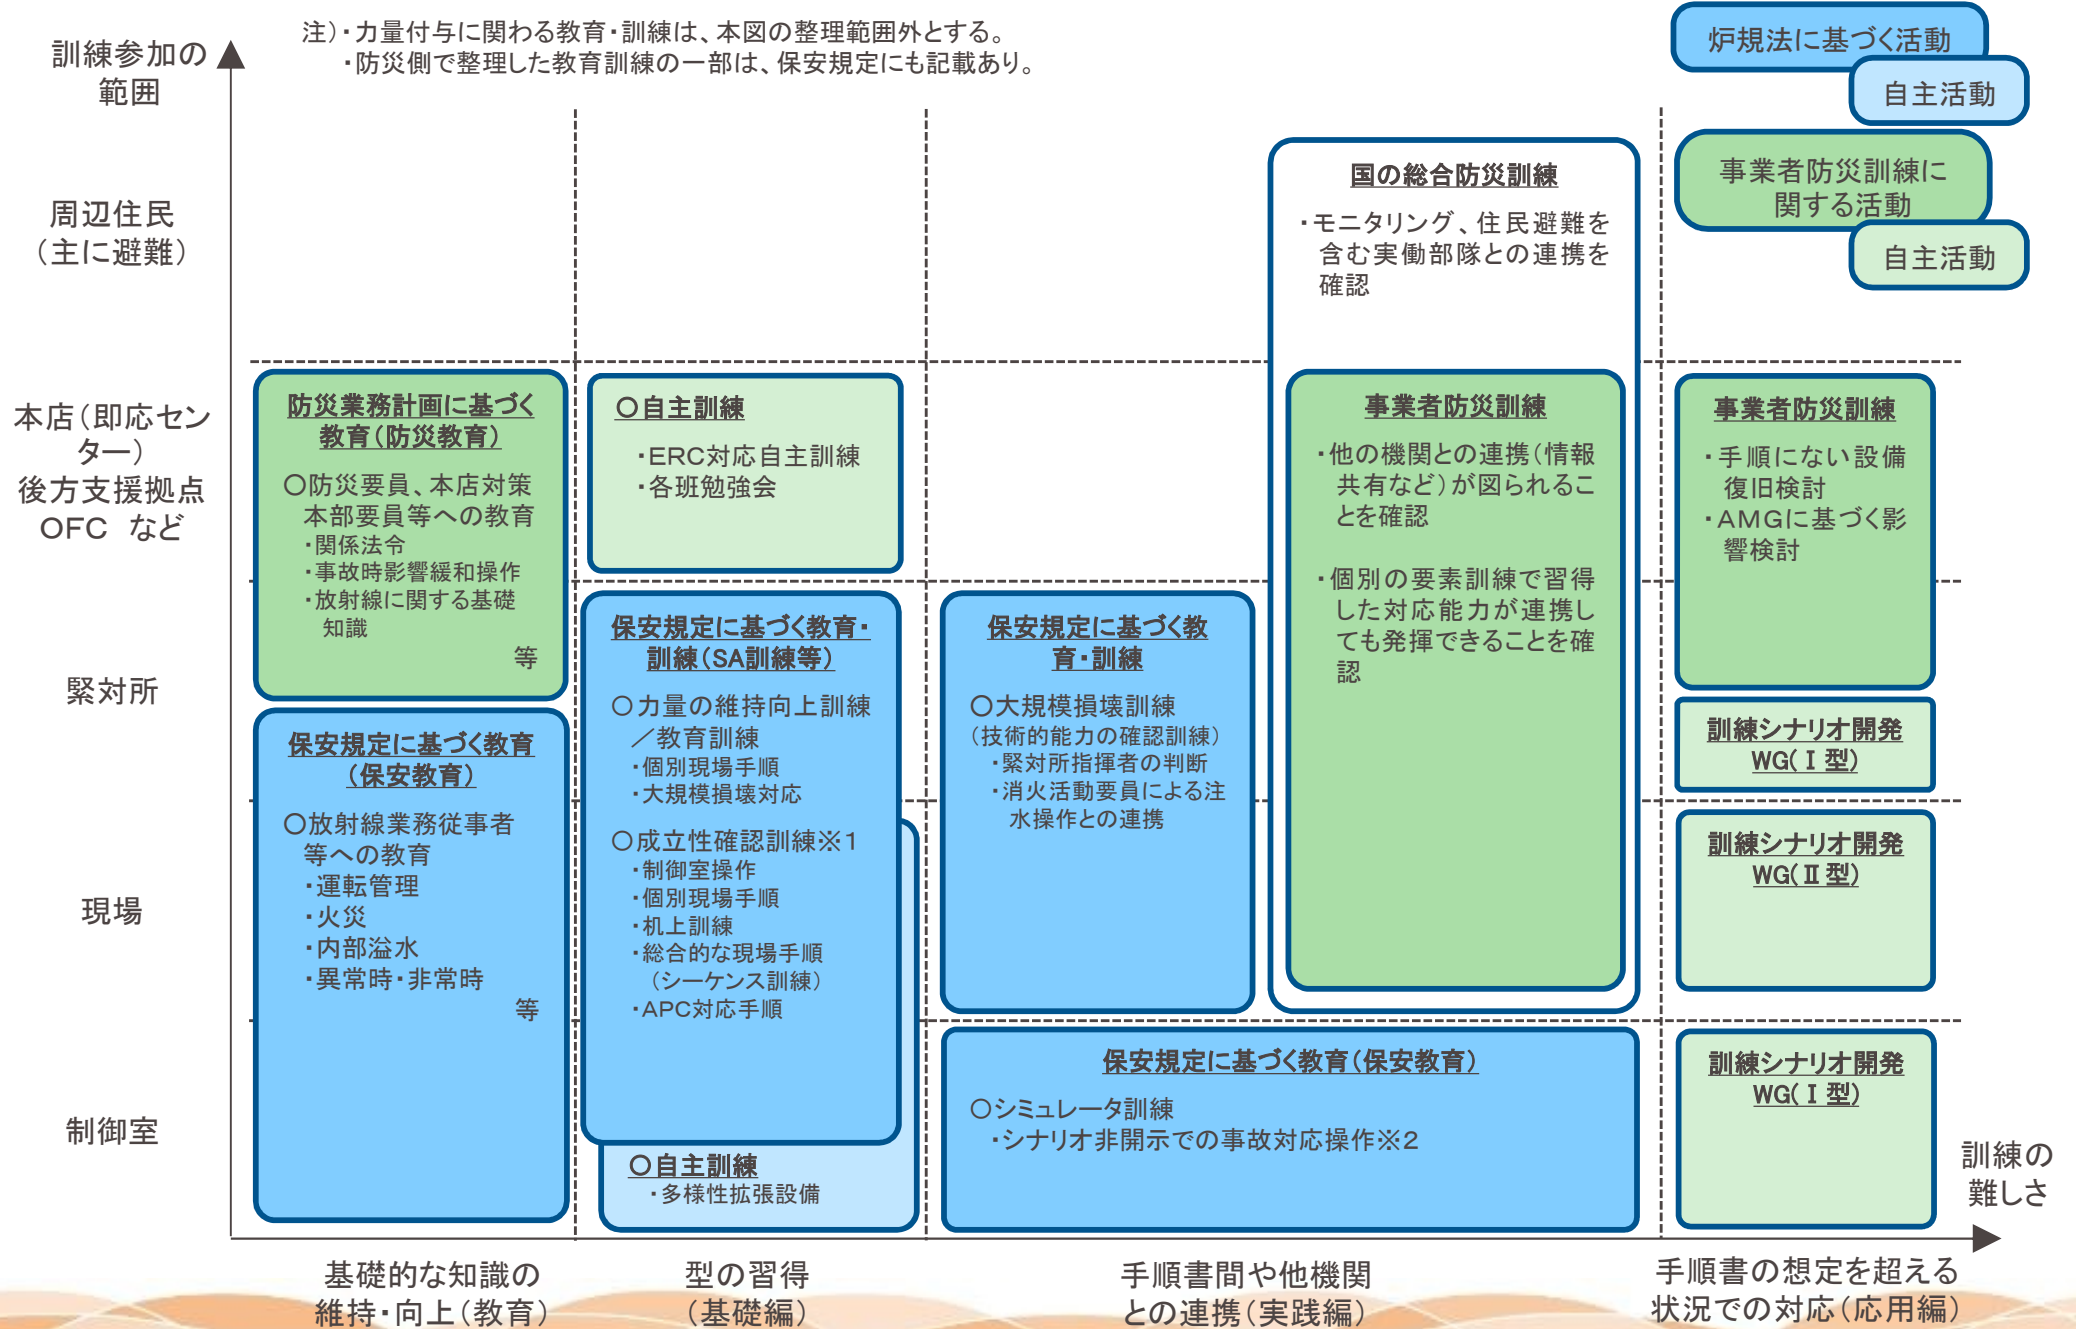 注）・力量付与に関わる教育・訓練は、本図の整理範囲外とする。
・防災側で整理した教育訓練の一部は、保安規定にも記載あり。
訓練参加の
範囲
炉規法に基づく活動
自主活動
事業者防災訓練に
関する活動
自主活動
周辺住民
（主に避難）
国の総合防災訓練
・モニタリング、住民避難を
含む実働部隊との連携を
確認
本店（即応セン
ター）
後方支援拠点
OFC など
防災業務計画に基づく
教育（防災教育）
○防災要員、本店対策
本部要員等への教育
・関係法令
・事故時影響緩和操作
・放射線に関する基礎
知識
等
○自主訓練
・ERC対応自主訓練
・各班勉強会
事業者防災訓練
・他の機関との連携（情報
共有など）が図られるこ
とを確認
・個別の要素訓練で習得
した対応能力が連携し
ても発揮できることを確
認
事業者防災訓練
・手順にない設備
復旧検討
・AMGに基づく影
響検討
緊対所
保安規定に基づく教育・
訓練（SA訓練等）
○力量の維持向上訓練
／教育訓練
・個別現場手順
・大規模損壊対応
○成立性確認訓練※1
・制御室操作
・個別現場手順
・机上訓練
・総合的な現場手順
（シーケンス訓練）
・APC対応手順
保安規定に基づく教
育・訓練
○大規模損壊訓練
（技術的能力の確認訓練）
・緊対所指揮者の判断
・消火活動要員による注
水操作との連携
訓練シナリオ開発
WG(Ⅰ型)
保安規定に基づく教育
（保安教育）
○放射線業務従事者
等への教育
・運転管理
・火災
・内部溢水
・異常時・非常時
等
現場
訓練シナリオ開発
WG(Ⅱ型)
制御室
○自主訓練
・多様性拡張設備
保安規定に基づく教育（保安教育）
○シミュレータ訓練
・シナリオ非開示での事故対応操作※2
訓練シナリオ開発
WG(Ⅰ型)
訓練の
難しさ
基礎的な知識の
維持・向上（教育）
型の習得
（基礎編）
手順書間や他機関
との連携（実践編）
手順書の想定を超える
状況での対応（応用編）